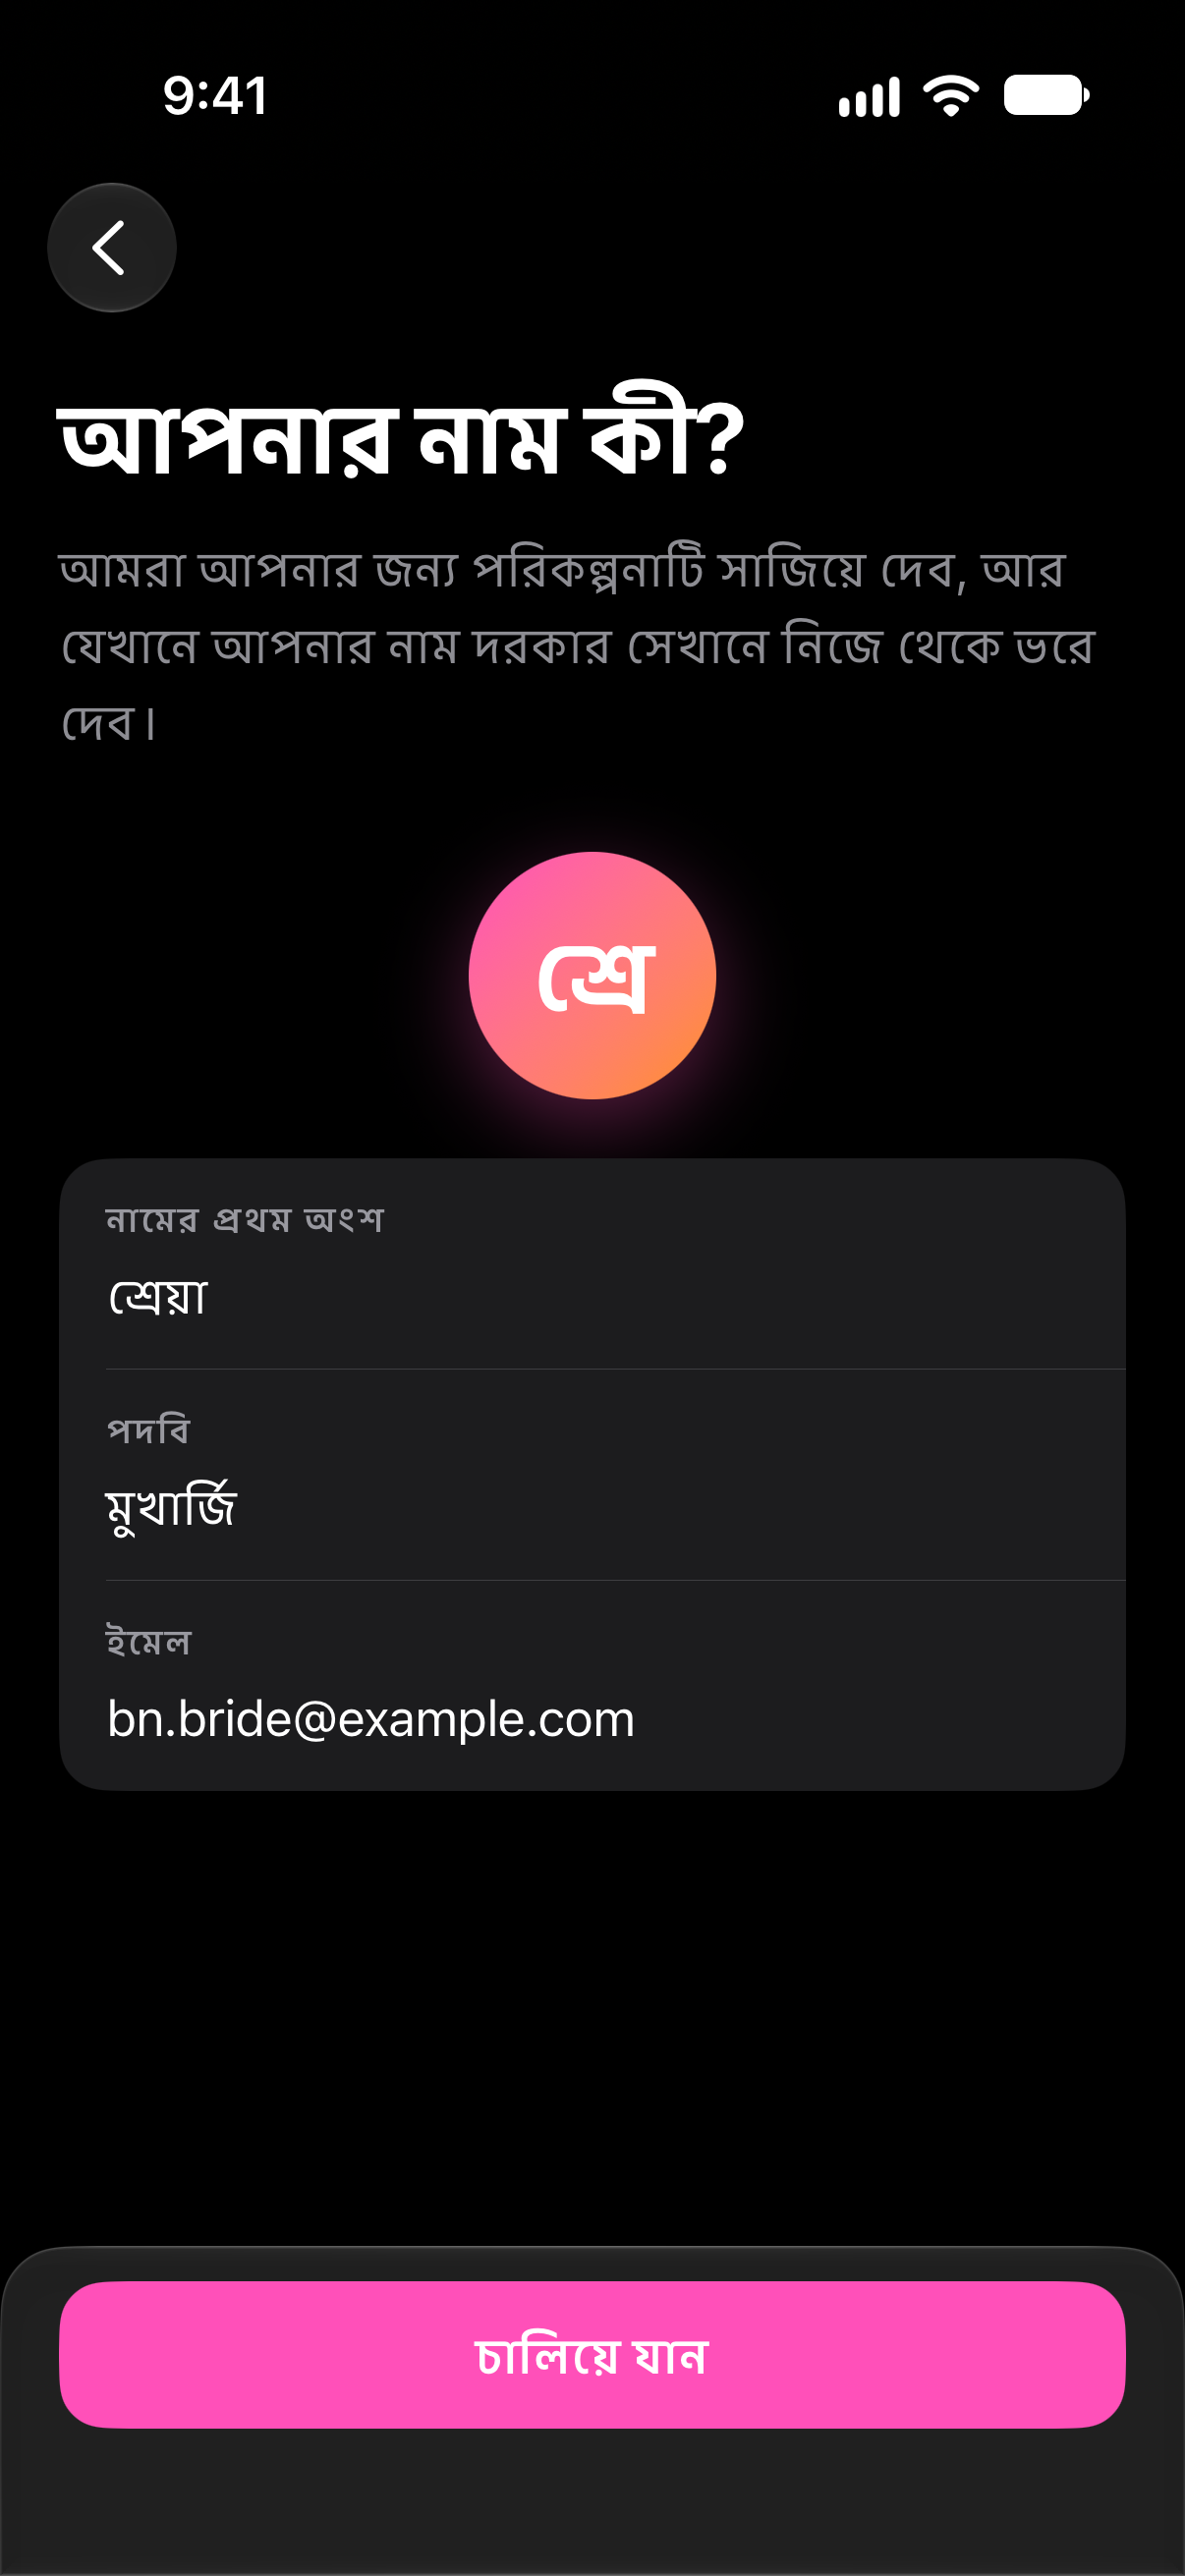 9:41
আপনার নাম কী?
আমরা আপনার জন্য পরিকল্পনাটি সাজিয়ে দেব, আর
যেখানে আপনার নাম দরকার সেখানে নিজে থেকে ভরে
দেব।
শ্রে
নামের প্রথম অংশ
শ্রেয়া
পদবি
মুখার্জি
ইমেল
bn.bride@example.com
চালিয়ে যান